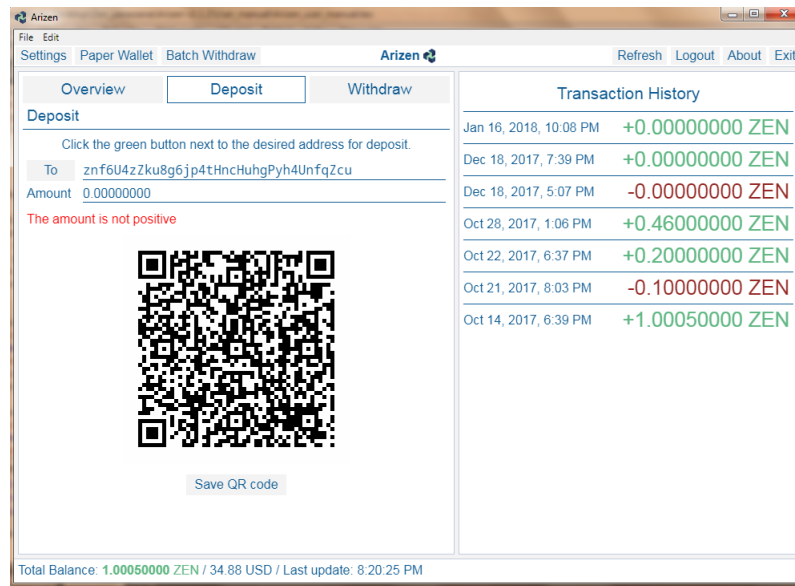 Arizen
File Edit
Settings Paper Wallet Batch Withdraw Arizen Refresh Logout About Exit
Overview Deposit Withdraw
Deposit
Click the green button next to the desired address for deposit.
To znf6U4zZku8g6jp4tHncHuhgPyh4UnfqZcu
Amount 0.00000000
The amount is not positive
Save QR code
Transaction History
Jan 16, 2018, 10:08 PM +0.00000000 ZEN
Dec 18, 2017, 7:39 PM +0.00000000 ZEN
Dec 18, 2017, 5:07 PM -0.00000000 ZEN
Oct 28, 2017, 1:06 PM +0.46000000 ZEN
Oct 22, 2017, 6:37 PM +0.20000000 ZEN
Oct 21, 2017, 8:03 PM -0.10000000 ZEN
Oct 14, 2017, 6:39 PM +1.00050000 ZEN
Total Balance: 1.00050000 ZEN / 34.88 USD / Last update: 8:20:25 PM